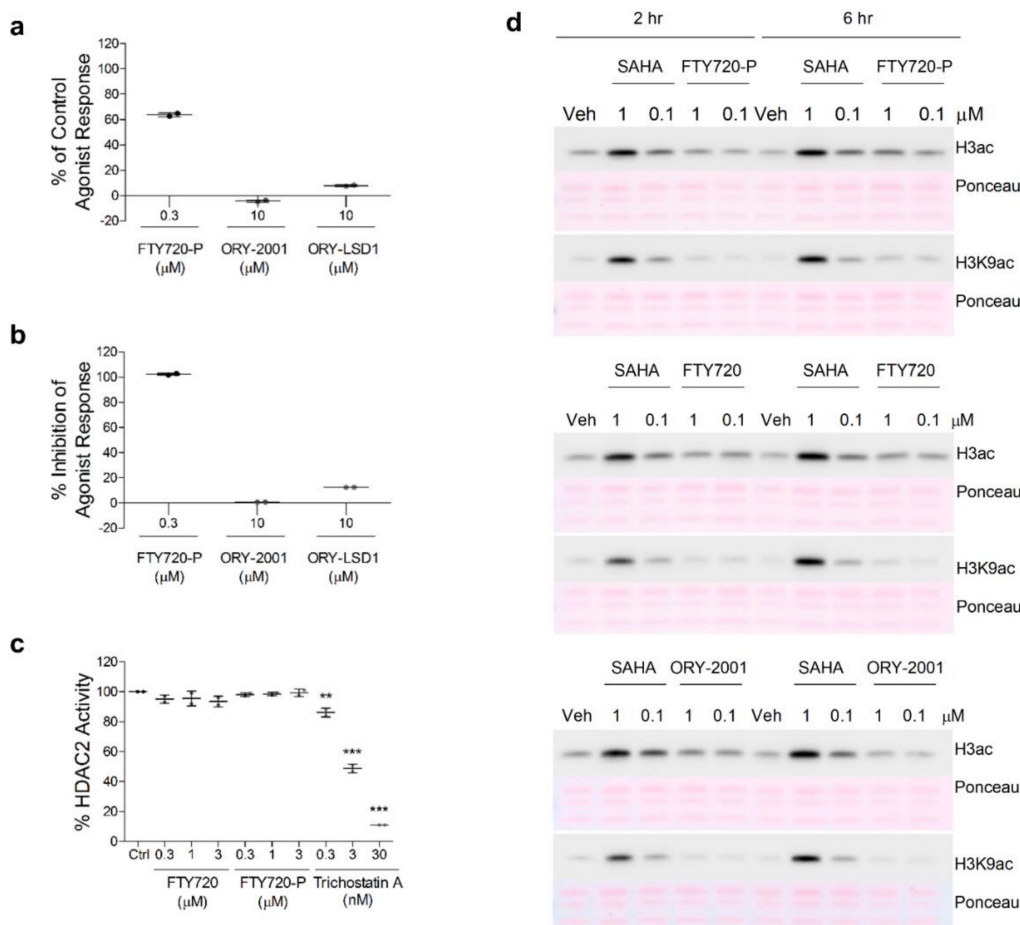 a
% of Control
Agonist Response
120
100
80
60
40
20
0
-20
0.3 10 10
FTY720-P ORY-2001 ORY-LSD1
(μM) (μM) (μM)
b
% Inhibition of
Agonist Response
120
100
80
60
40
20
0
-20
0.3 10 10
FTY720-P ORY-2001 ORY-LSD1
(μM) (μM) (μM)
c
% HDAC2 Activity
120
100
80
60
40
20
0
**
***
***
Ctrl 0.3 1 3 0.3 1 3 0.3 3 30
FTY720 FTY720-P Trichostatin A
(μM) (μM) (nM)
d
2 hr 6 hr
SAHA FTY720-P SAHA FTY720-P
Veh 1 0.1 1 0.1 Veh 1 0.1 1 0.1 μM
H3ac
Ponceau
H3K9ac
Ponceau
SAHA FTY720 SAHA FTY720
Veh 1 0.1 1 0.1 Veh 1 0.1 1 0.1 μM
H3ac
Ponceau
H3K9ac
Ponceau
SAHA ORY-2001 SAHA ORY-2001
Veh 1 0.1 1 0.1 Veh 1 0.1 1 0.1 μM
H3ac
Ponceau
H3K9ac
Ponceau